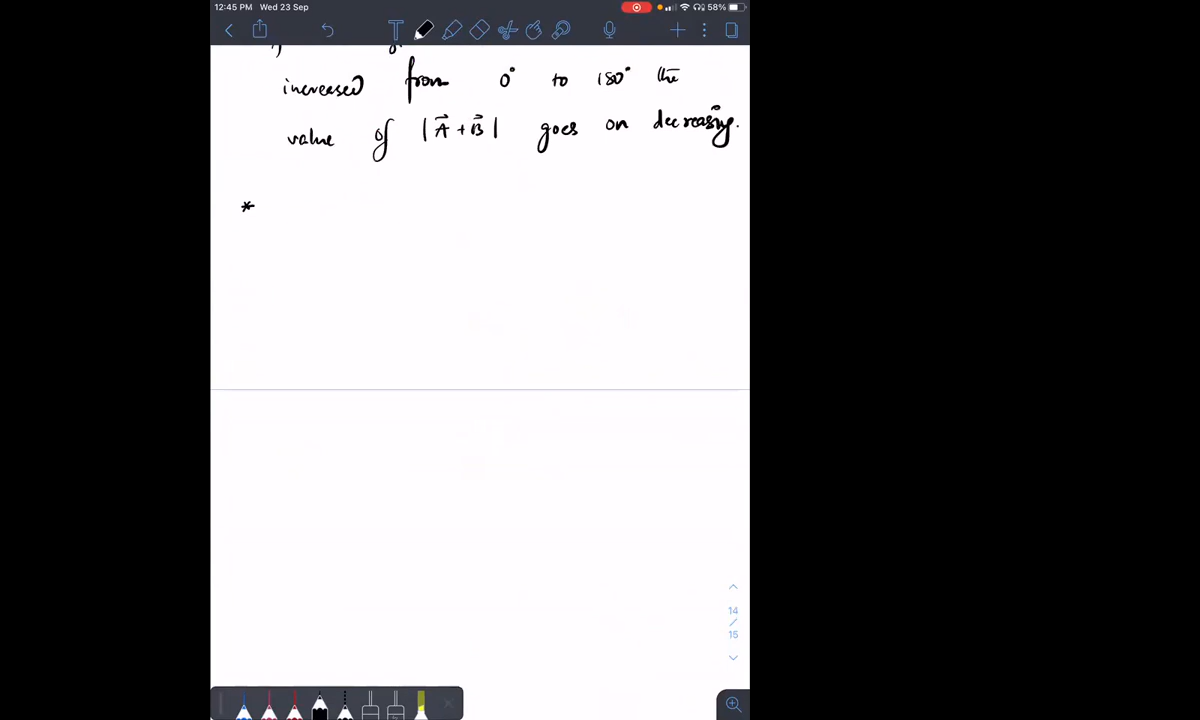 12:45 PM Wed 23 Sep 58%
T
increased from 0° to 180° the
value of |A⃗ + B⃗| goes on decreasing.
*
14
/
15